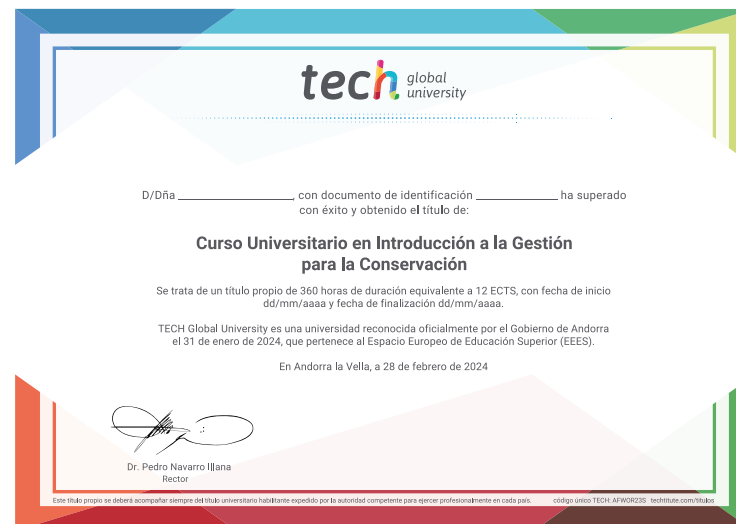 tech global university
D/Dña ____________, con documento de identificación ____________ ha superado
con éxito y obtenido el título de:
Curso Universitario en Introducción a la Gestión
para la Conservación
Se trata de un título propio de 360 horas de duración equivalente a 12 ECTS, con fecha de inicio
dd/mm/aaaa y fecha de finalización dd/mm/aaaa.
TECH Global University es una universidad reconocida oficialmente por el Gobierno de Andorra
el 31 de enero de 2024, que pertenece al Espacio Europeo de Educación Superior (EEES).
En Andorra la Vella, a 28 de febrero de 2024
Dr. Pedro Navarro Illana
Rector
Este título propio se deberá acompañar siempre del título universitario habilitante expedido por la autoridad competente para ejercer profesionalmente en cada país. código único TECH: AFWOR23S techtitute.com/titulos